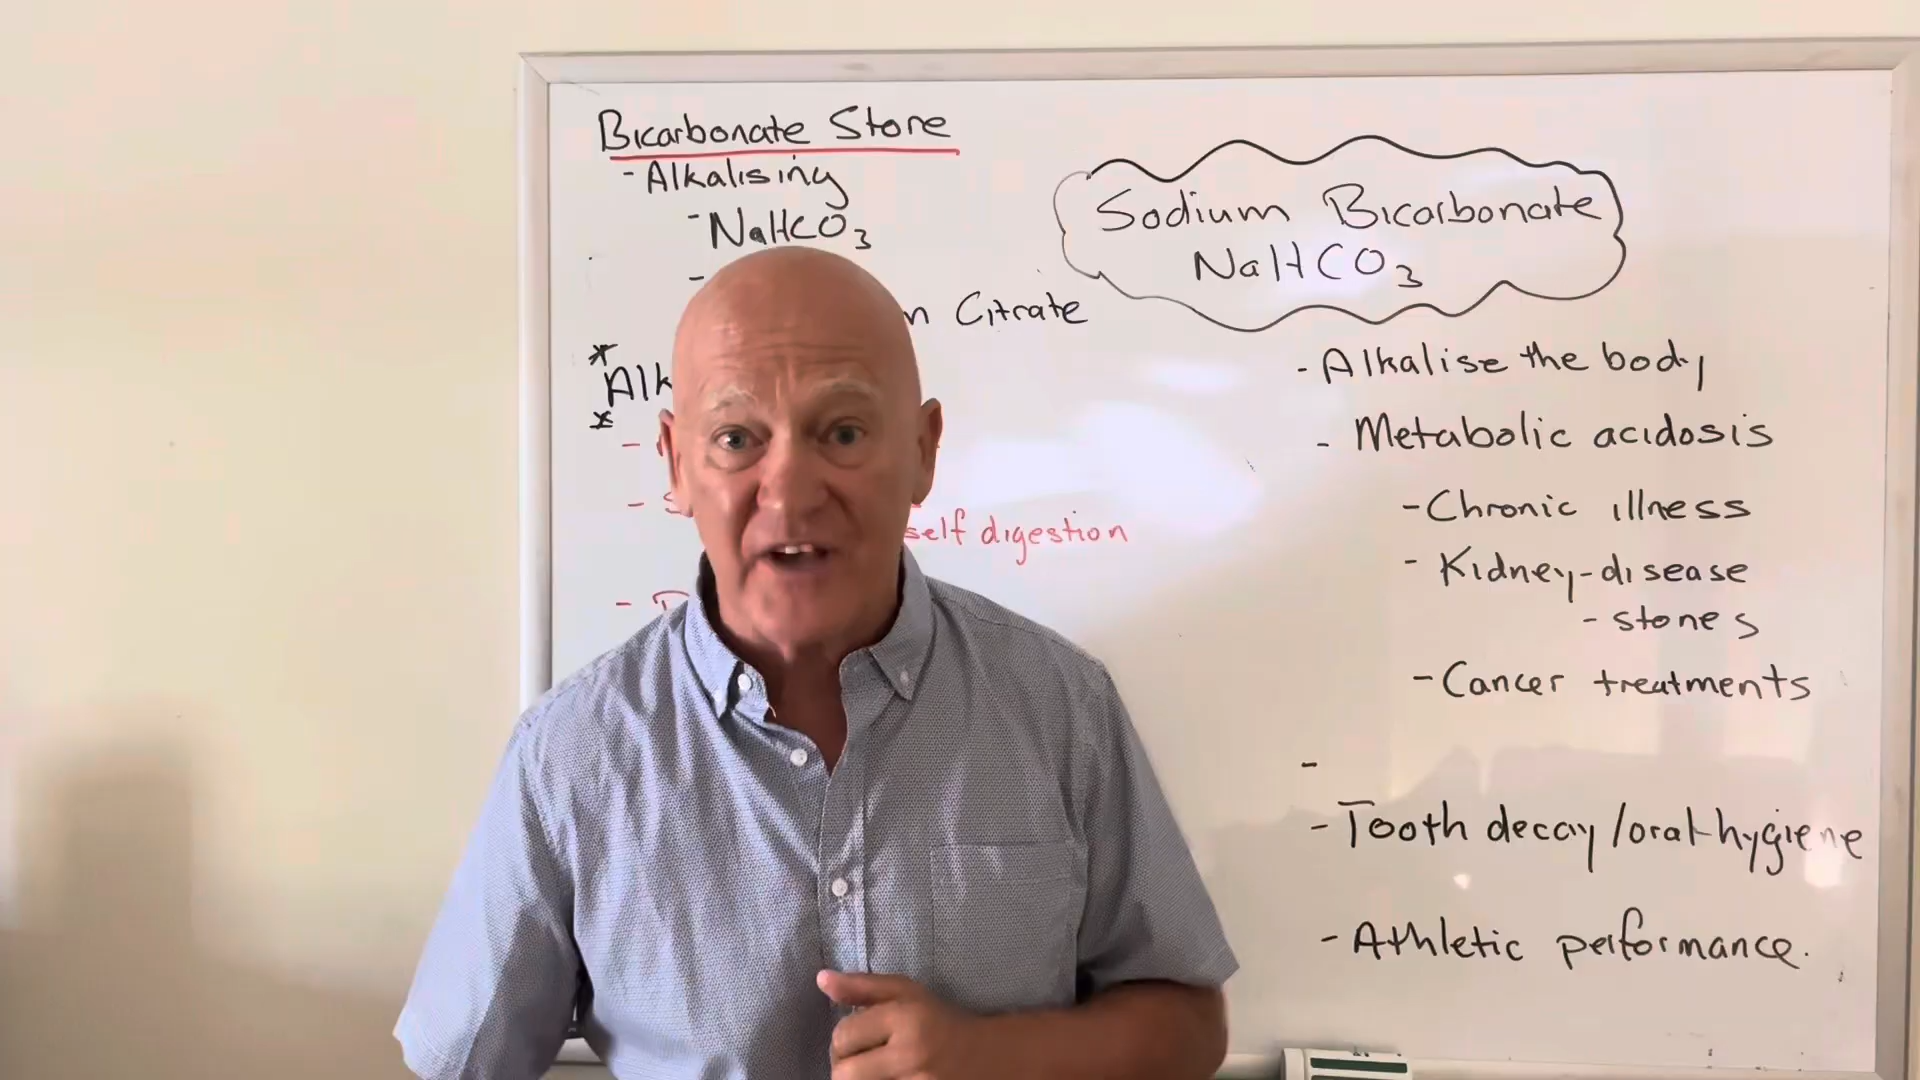 Bicarbonate Store
- Alkalising
- NaHCO3
-
Citrate
*
*
-
-
self digestion
-
Sodium Bicarbonate
NaHCO3
- Alkalise the body
- Metabolic acidosis
- Chronic illness
- Kidney-disease
- stones
- Cancer treatments
-
- Tooth decay/oral hygiene
- Athletic performance.